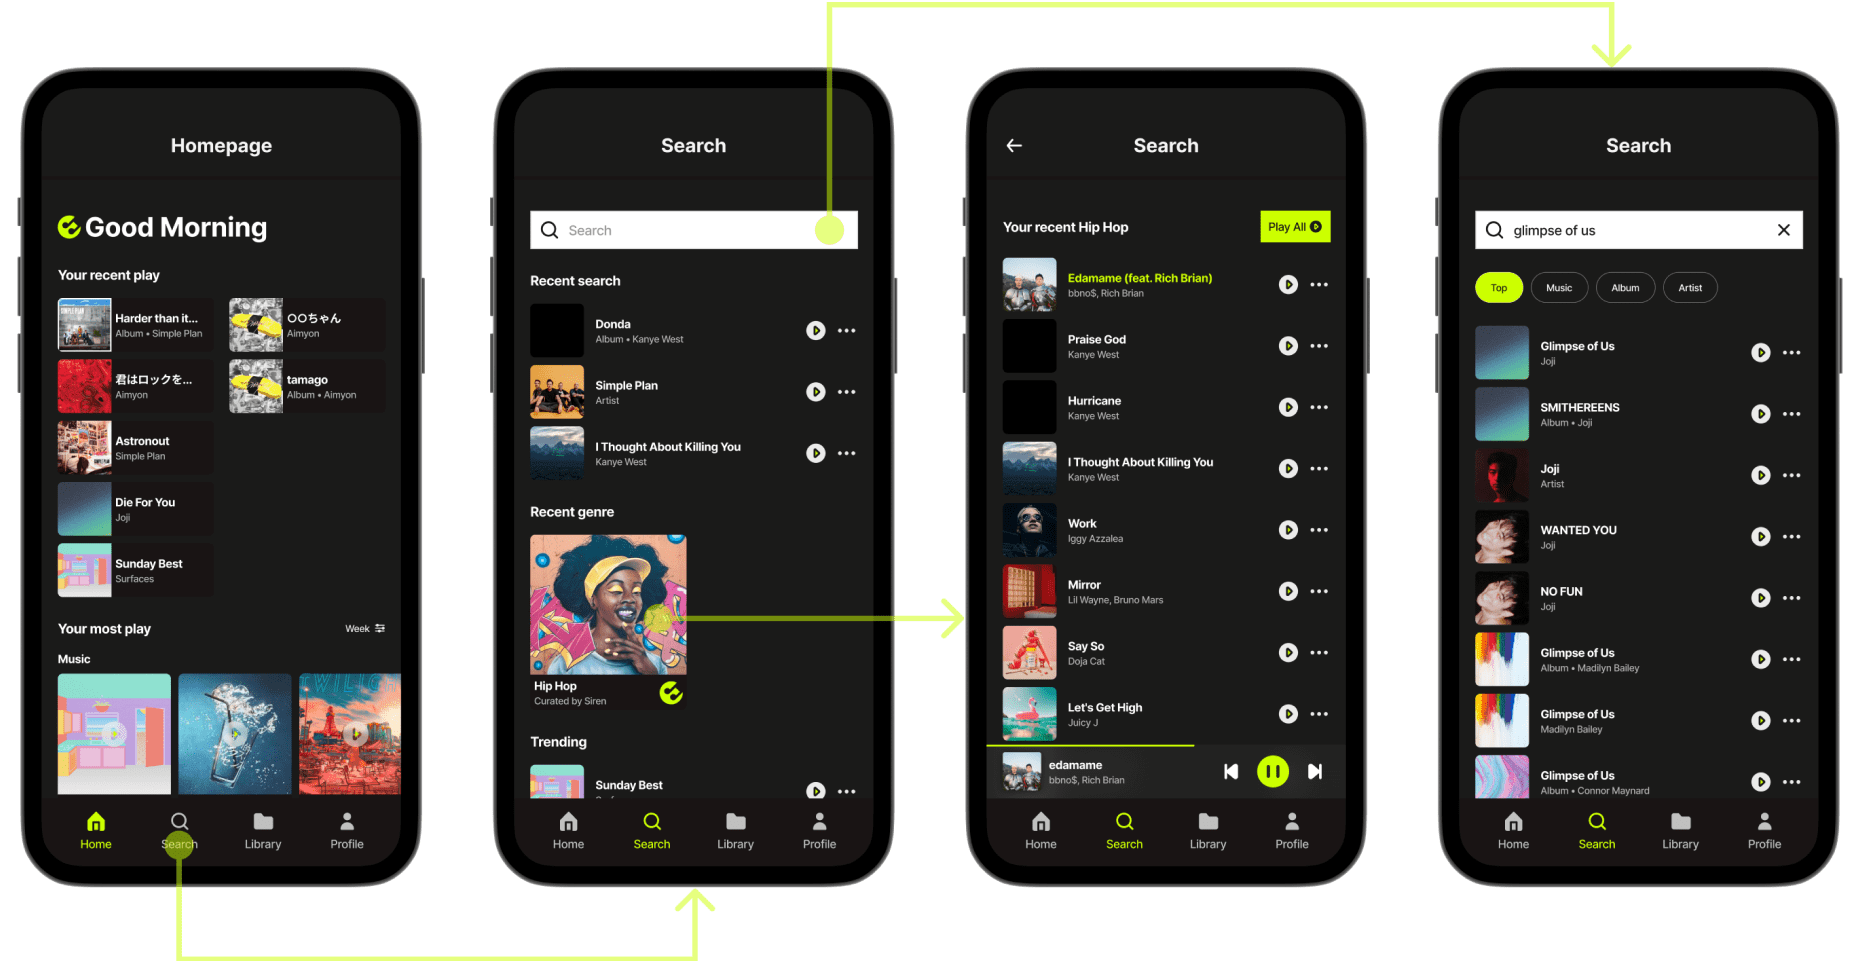 Homepage
Good Morning
Your recent play
Harder than it...
Album • Simple Plan
〇〇ちゃん
Aimyon
君はロックを...
Aimyon
tamago
Album • Aimyon
Astronout
Simple Plan
Die For You
Joji
Sunday Best
Surfaces
Your most play
Week
Music
TWILIGH
Home
Search
Library
Profile
Search
Search
Recent search
Donda
Album • Kanye West
Simple Plan
Artist
I Thought About Killing You
Kanye West
Recent genre
Hip Hop
Curated by Siren
Trending
Sunday Best
Home
Search
Library
Profile
Search
Your recent Hip Hop
Play All
Edamame (feat. Rich Brian)
bbno$, Rich Brian
Praise God
Kanye West
Hurricane
Kanye West
I Thought About Killing You
Kanye West
Work
Iggy Azzalea
Mirror
Lil Wayne, Bruno Mars
Say So
Doja Cat
Let's Get High
Juicy J
edamame
bbno$, Rich Brian
Home
Search
Library
Profile
Search
glimpse of us
Top
Music
Album
Artist
Glimpse of Us
Joji
SMITHEREENS
Album • Joji
Joji
Artist
WANTED YOU
Joji
NO FUN
Joji
Glimpse of Us
Album • Madilyn Bailey
Glimpse of Us
Madilyn Bailey
Glimpse of Us
Album • Connor Maynard
Home
Search
Library
Profile